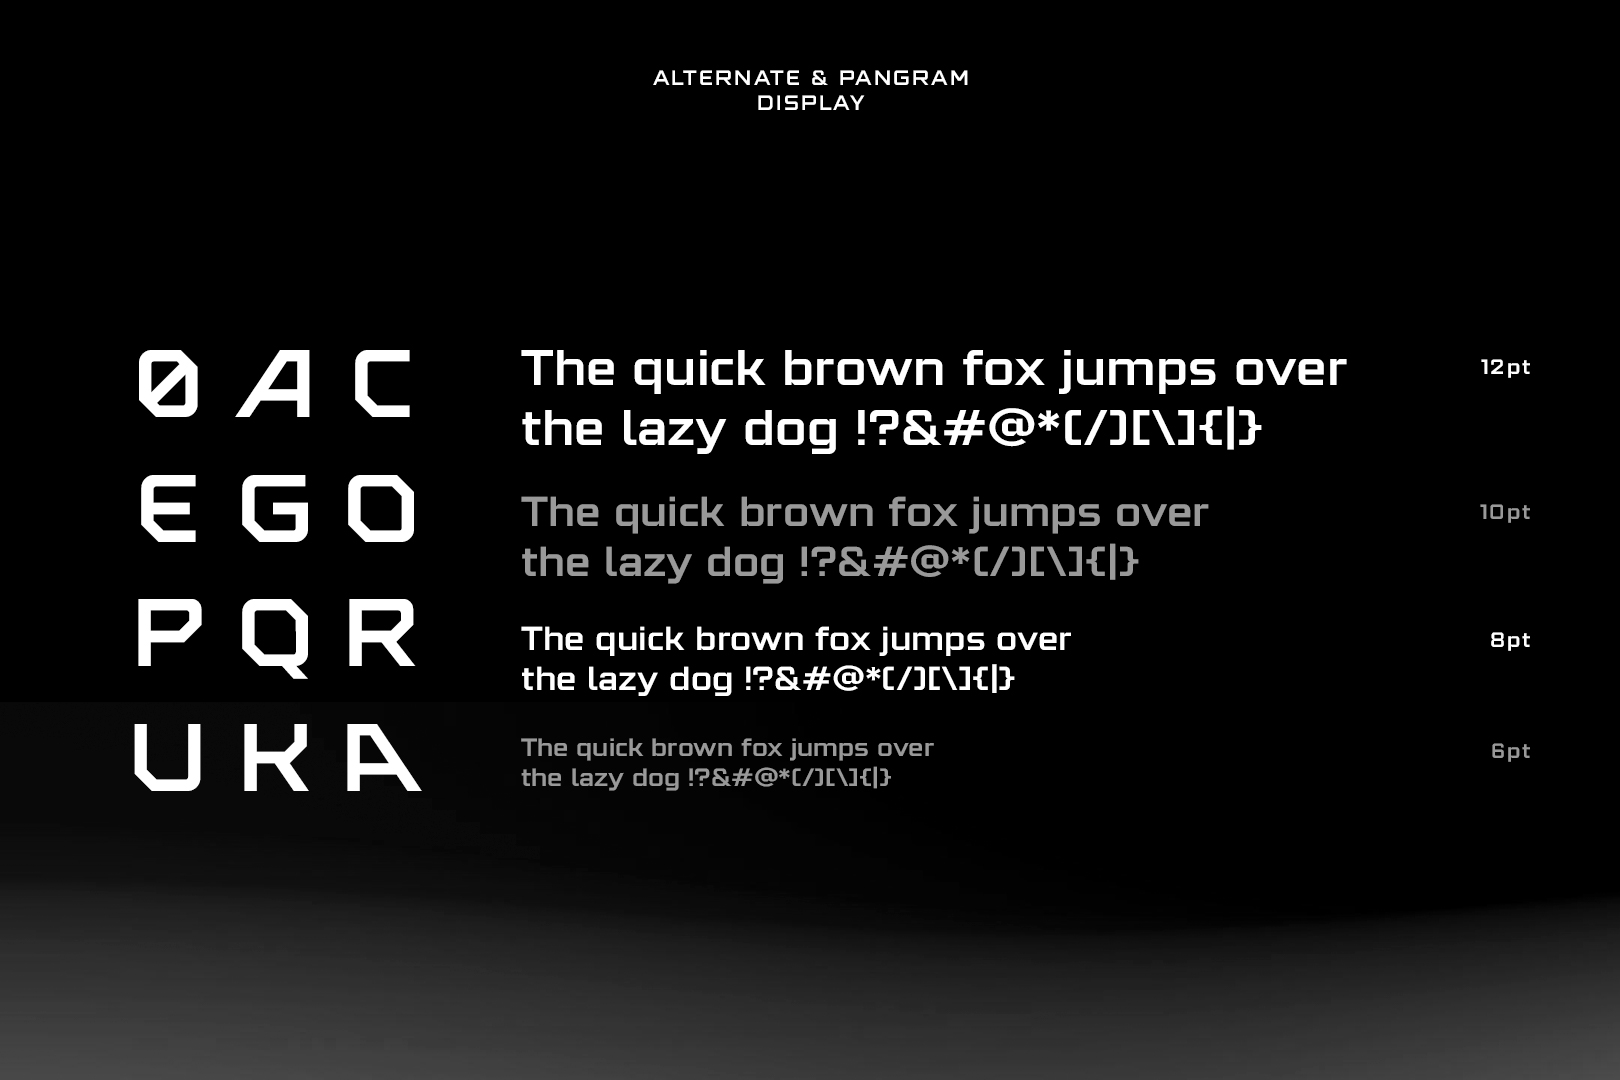 ALTERNATE & PANGRAM
DISPLAY
0 A C
E G O
P Q R
U K A
The quick brown fox jumps over
the lazy dog !?&#@*(/)[\]{|}
12pt
The quick brown fox jumps over
the lazy dog !?&#@*(/)[\]{|}
10pt
The quick brown fox jumps over
the lazy dog !?&#@*(/)[\]{|}
8pt
The quick brown fox jumps over
the lazy dog !?&#@*(/)[\]{|}
6pt